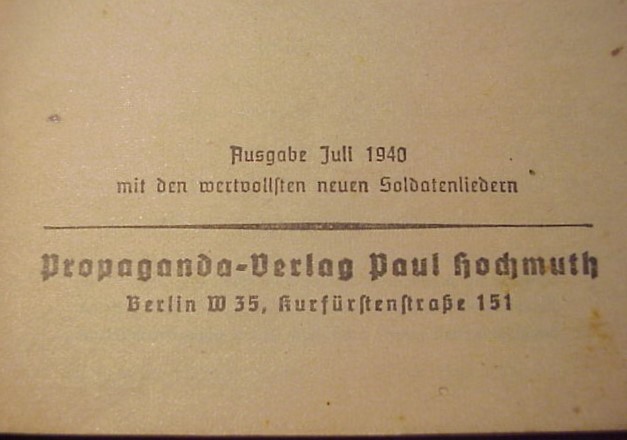 Ausgabe Juli 1940
mit den wertvollſten neuen Soldatenliedern
Propaganda-Verlag Paul Hochmuth
Berlin W 35, Kurfürſtenſtraße 151